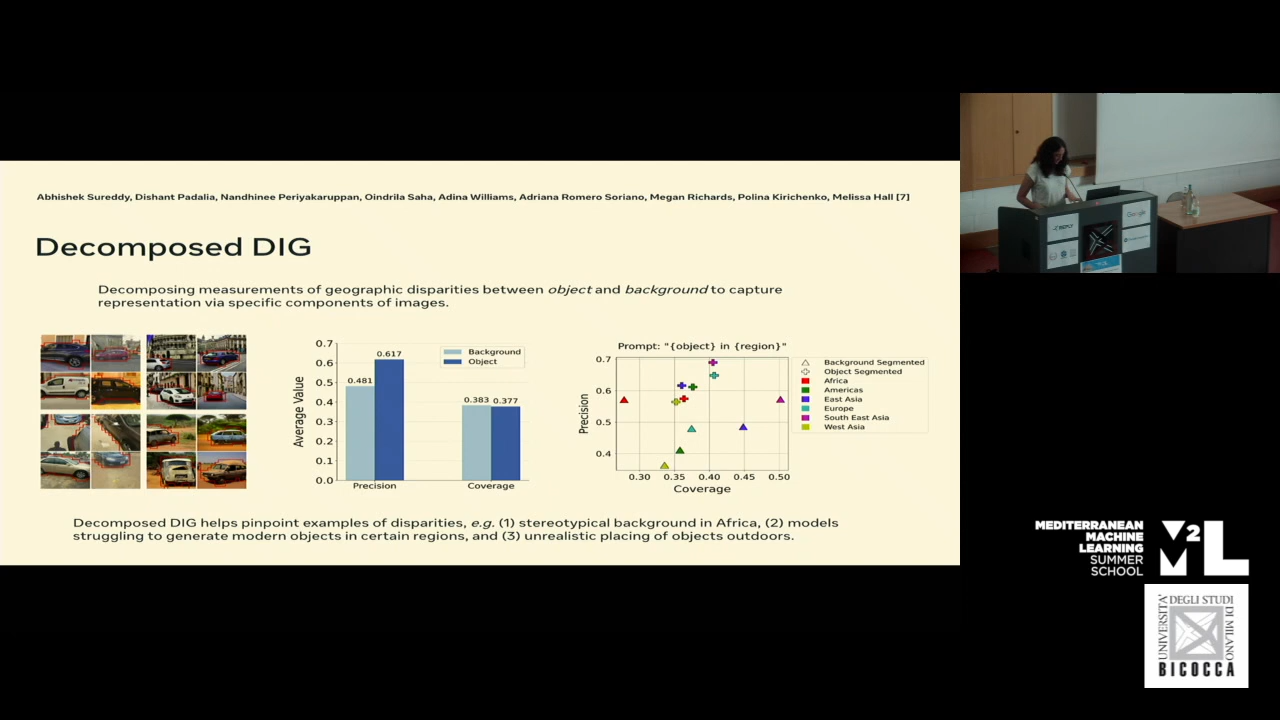 Abhishek Sureddy, Dishant Padalia, Nandhinee Periyakaruppan, Oindrila Saha, Adina Williams, Adriana Romero Soriano, Megan Richards, Polina Kirichenko, Melissa Hall [7]
Decomposed DIG
Decomposing measurements of geographic disparities between object and background to capture
representation via specific components of images.
0.7
0.6
0.5
0.4
0.3
0.2
0.1
0.0
Average Value
0.481
0.617
0.383
0.377
Background
Object
Precision
Coverage
Prompt: "{object} in {region}"
0.7
0.6
0.5
0.4
Precision
0.30
0.35
0.40
0.45
0.50
Coverage
Background Segmented
Object Segmented
Africa
Americas
East Asia
Europe
South East Asia
West Asia
Decomposed DIG helps pinpoint examples of disparities, e.g. (1) stereotypical background in Africa, (2) models
struggling to generate modern objects in certain regions, and (3) unrealistic placing of objects outdoors.
Google
MEDITERRANEAN
MACHINE
LEARNING
SUMMER
SCHOOL
M2L
UNIVERSITÀ
DEGLI STUDI
DI MILANO
BICOCCA